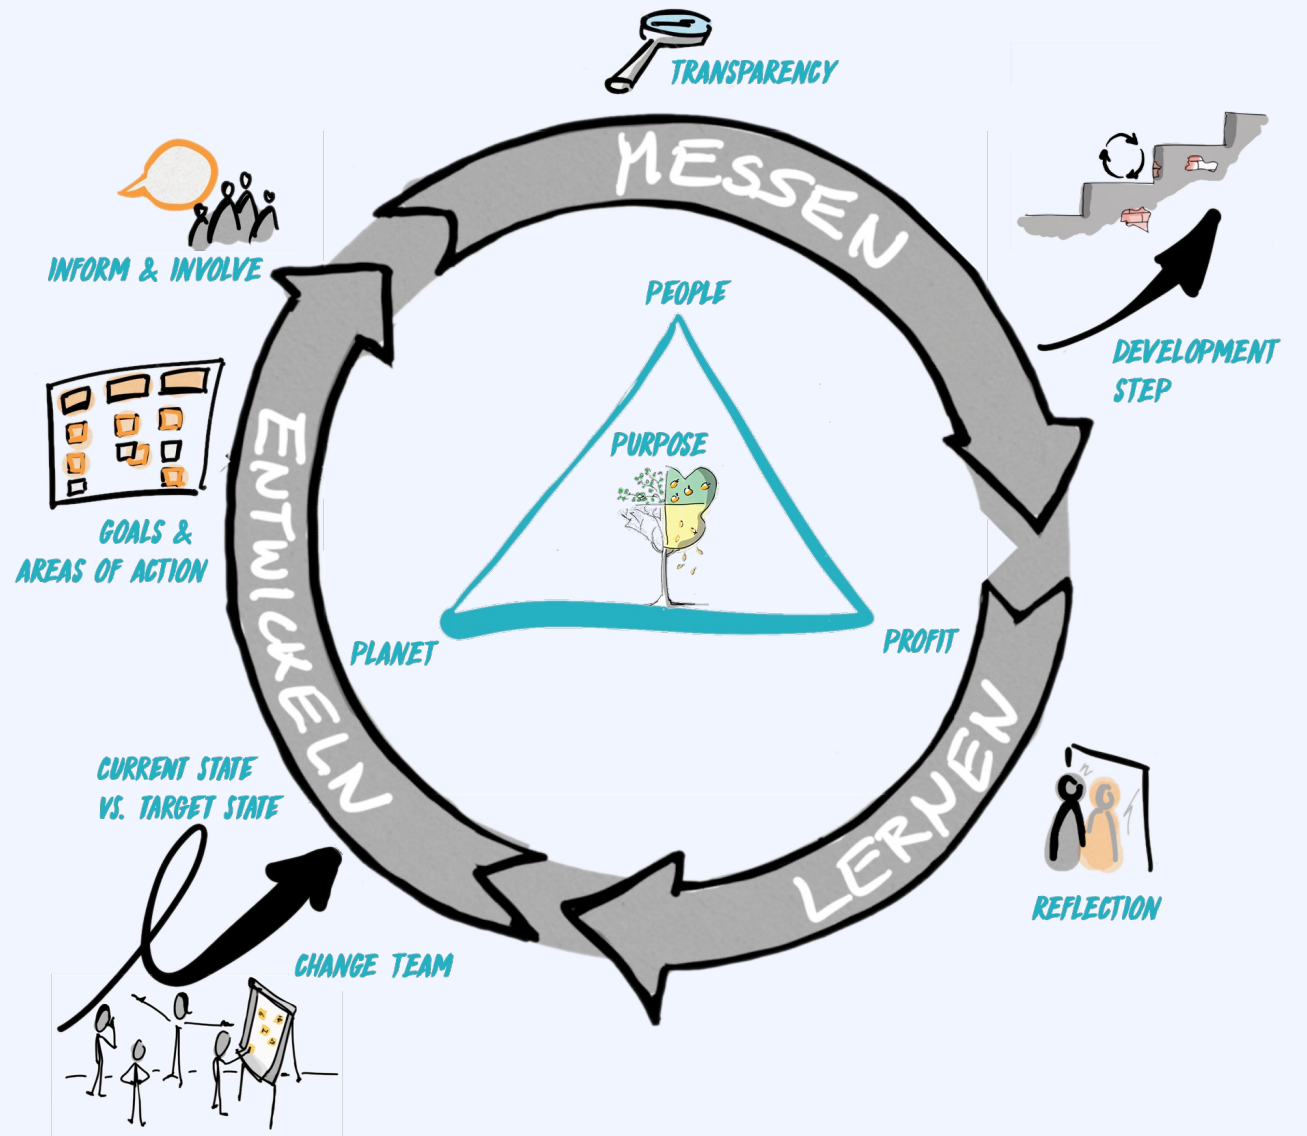 TRANSPARENCY
MESSEN
INFORM & INVOLVE
PEOPLE
DEVELOPMENT
STEP
PURPOSE
GOALS &
AREAS OF ACTION
ENTWICKELN
PLANET
PROFIT
LERNEN
CURRENT STATE
VS. TARGET STATE
REFLECTION
CHANGE TEAM